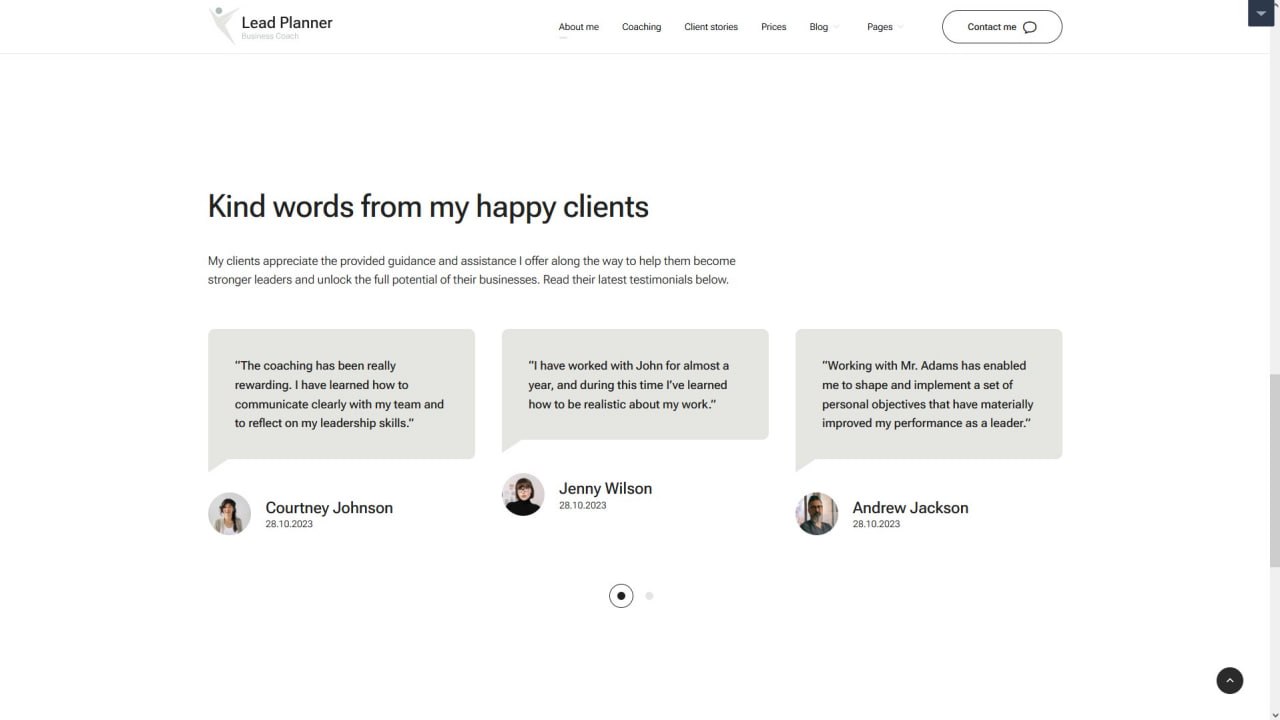 Lead Planner
Business Coach
About me
Coaching
Client stories
Prices
Blog
Pages
Contact me
Kind words from my happy clients
My clients appreciate the provided guidance and assistance I offer along the way to help them become
stronger leaders and unlock the full potential of their businesses. Read their latest testimonials below.
“The coaching has been really
rewarding. I have learned how to
communicate clearly with my team and
to reflect on my leadership skills.”
Courtney Johnson
28.10.2023
“I have worked with John for almost a
year, and during this time I’ve learned
how to be realistic about my work.”
Jenny Wilson
28.10.2023
“Working with Mr. Adams has enabled
me to shape and implement a set of
personal objectives that have materially
improved my performance as a leader.”
Andrew Jackson
28.10.2023